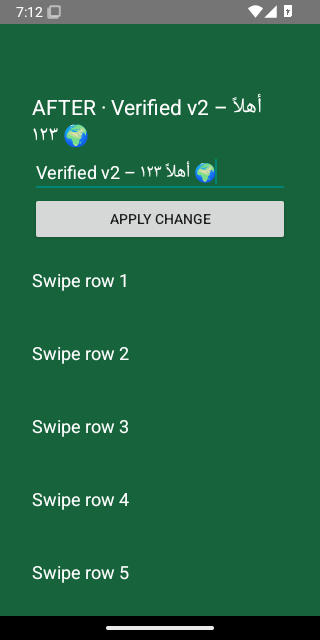 7:12
AFTER · Verified v2 – أهلاً
١٢٣ 🌍
Verified v2 – أهلاً ١٢٣ 🌍
APPLY CHANGE
Swipe row 1
Swipe row 2
Swipe row 3
Swipe row 4
Swipe row 5